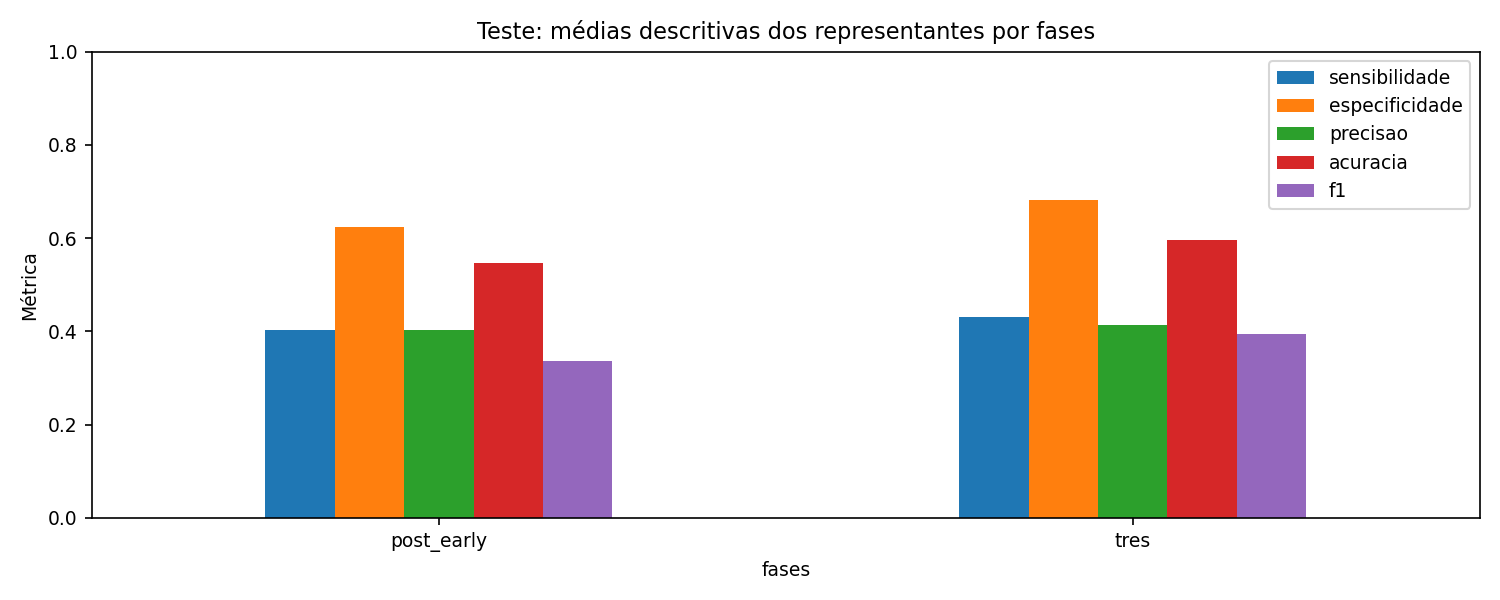 Teste: médias descritivas dos representantes por fases
1.0
0.8
0.6
0.4
0.2
0.0
Métrica
sensibilidade
especificidade
precisao
acuracia
f1
post_early
tres
fases